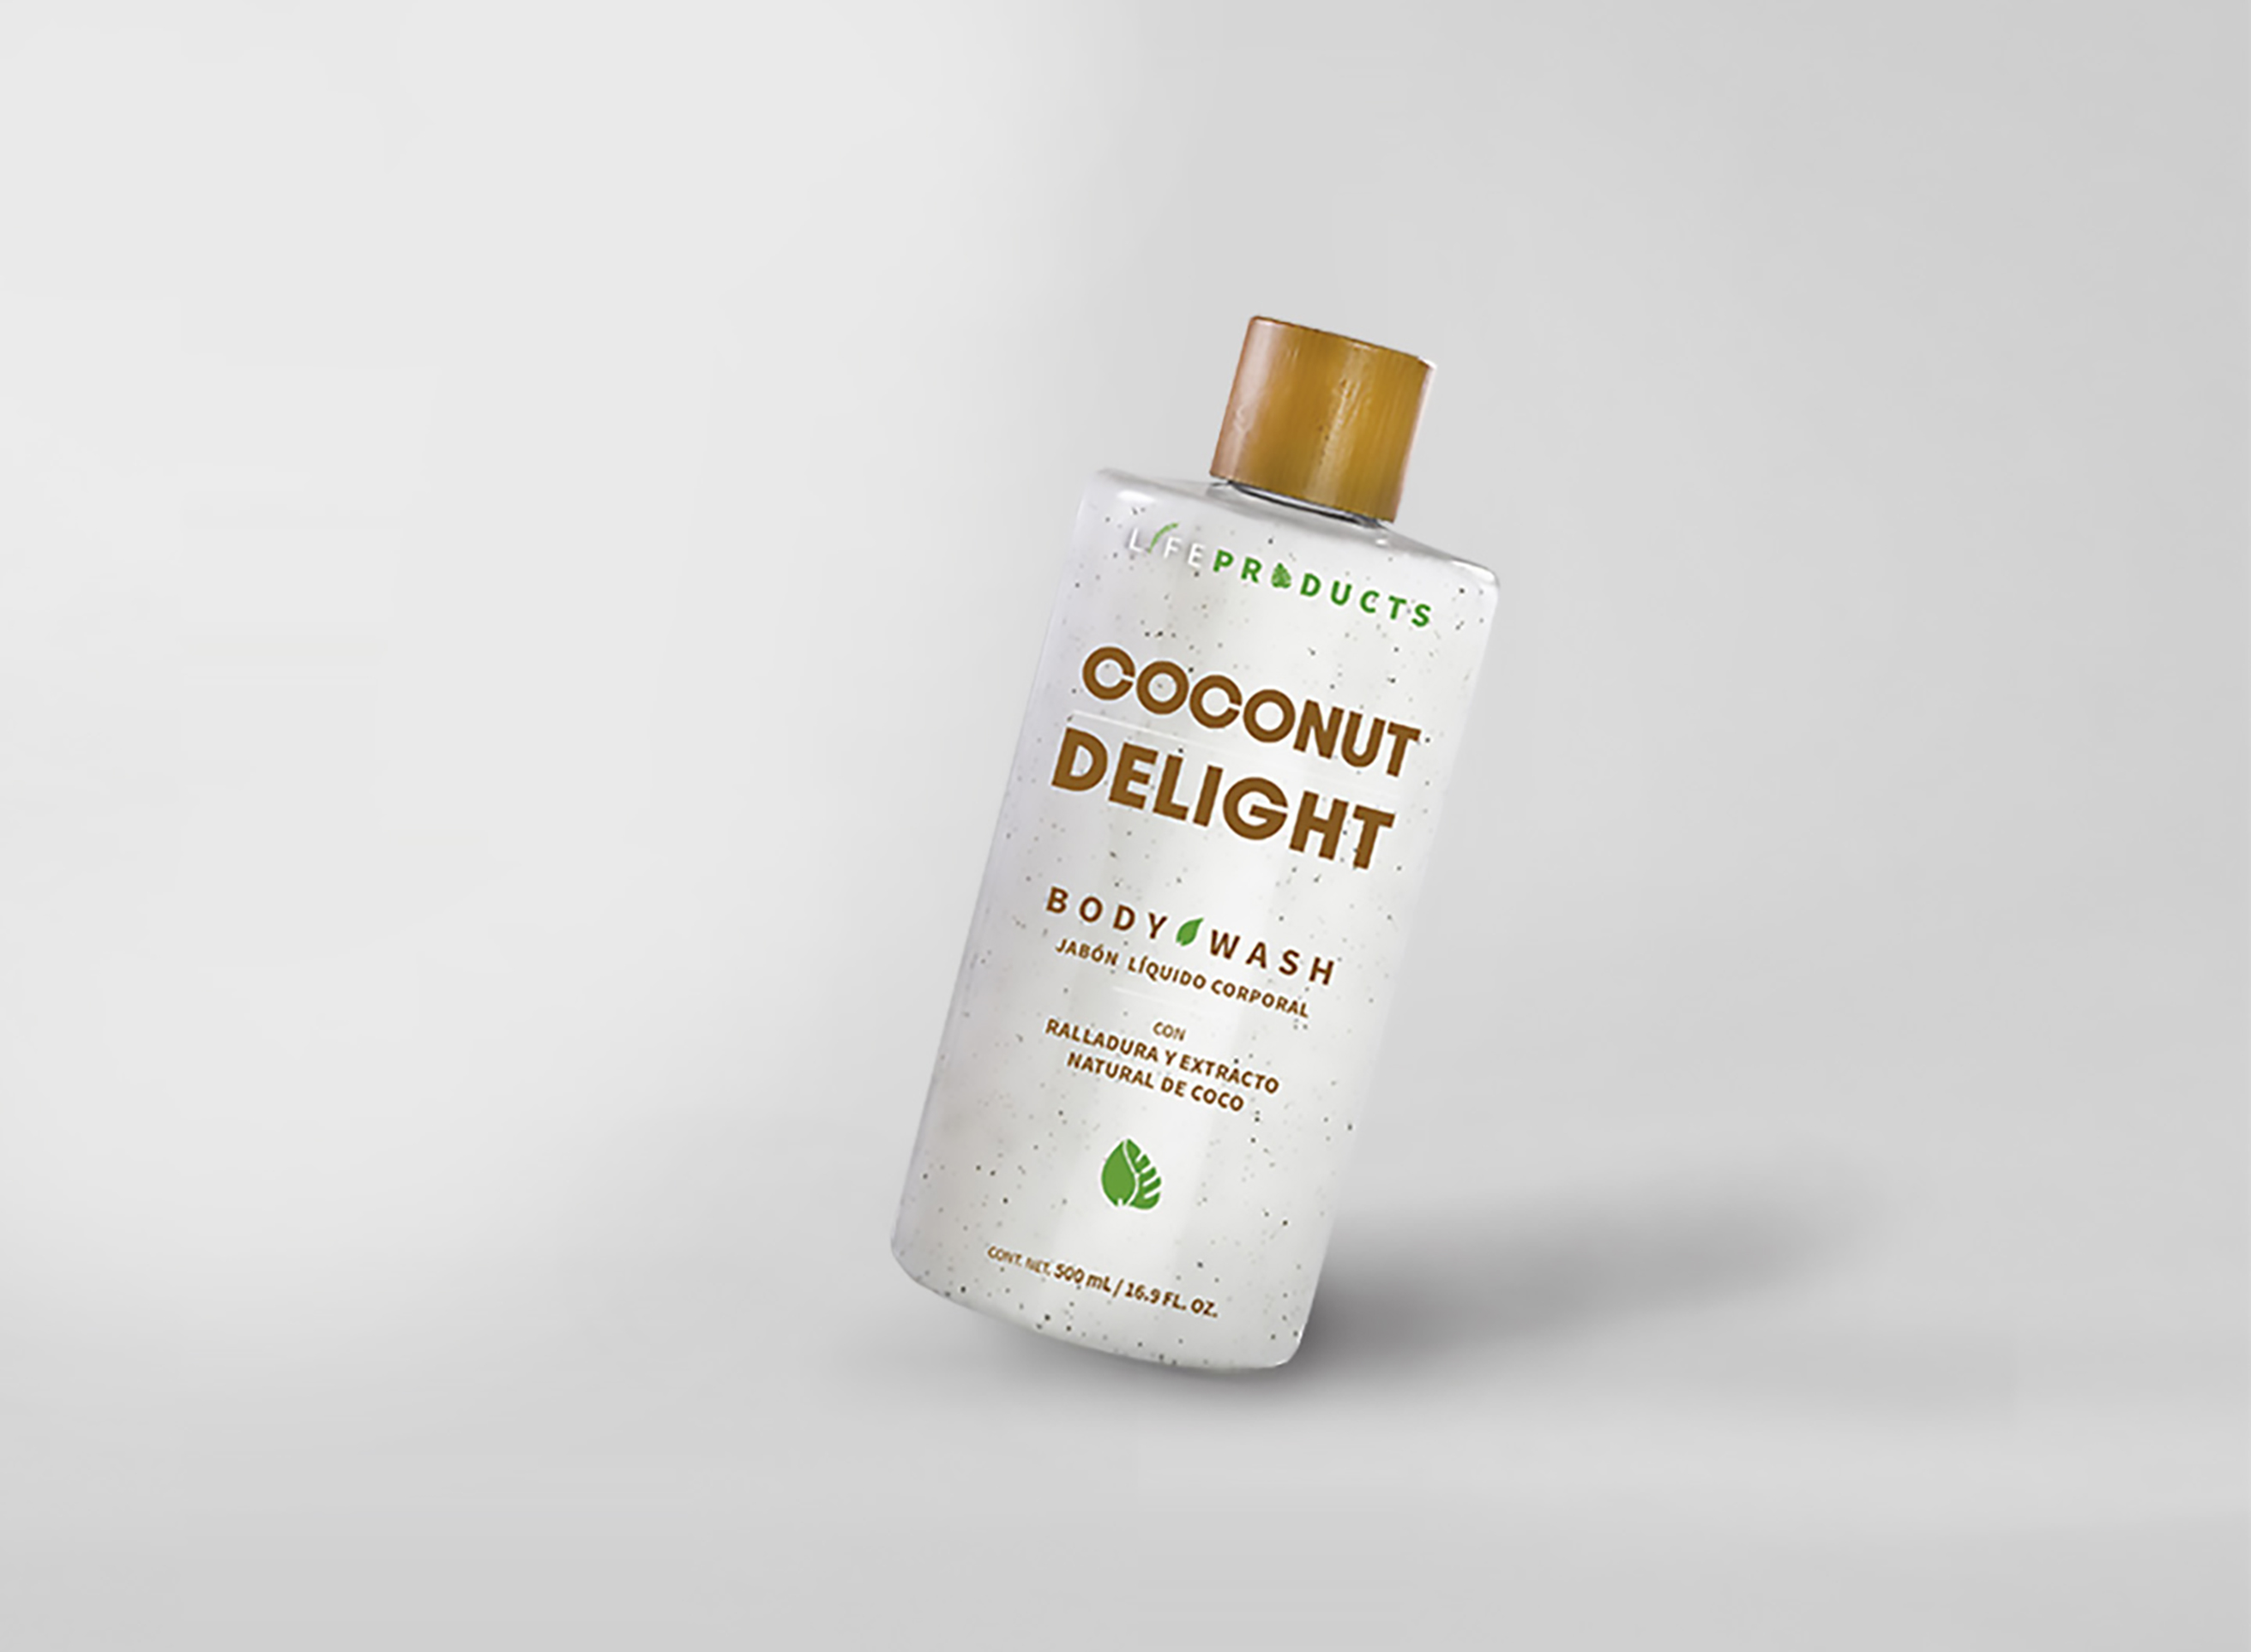 LIFEPRODUCTS
COCONUT
DELIGHT
BODY WASH
JABÓN LÍQUIDO CORPORAL
CON
RALLADURA Y EXTRACTO
NATURAL DE COCO
CONT. NET. 500 mL / 16.9 FL. OZ.